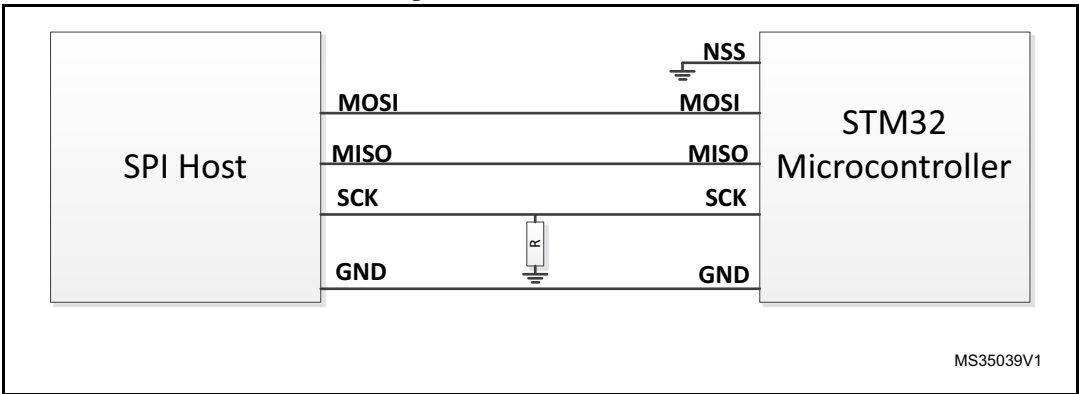 NSS
MOSI MOSI
SPI Host
STM32
Microcontroller
MISO MISO
SCK SCK
R
GND GND
MS35039V1